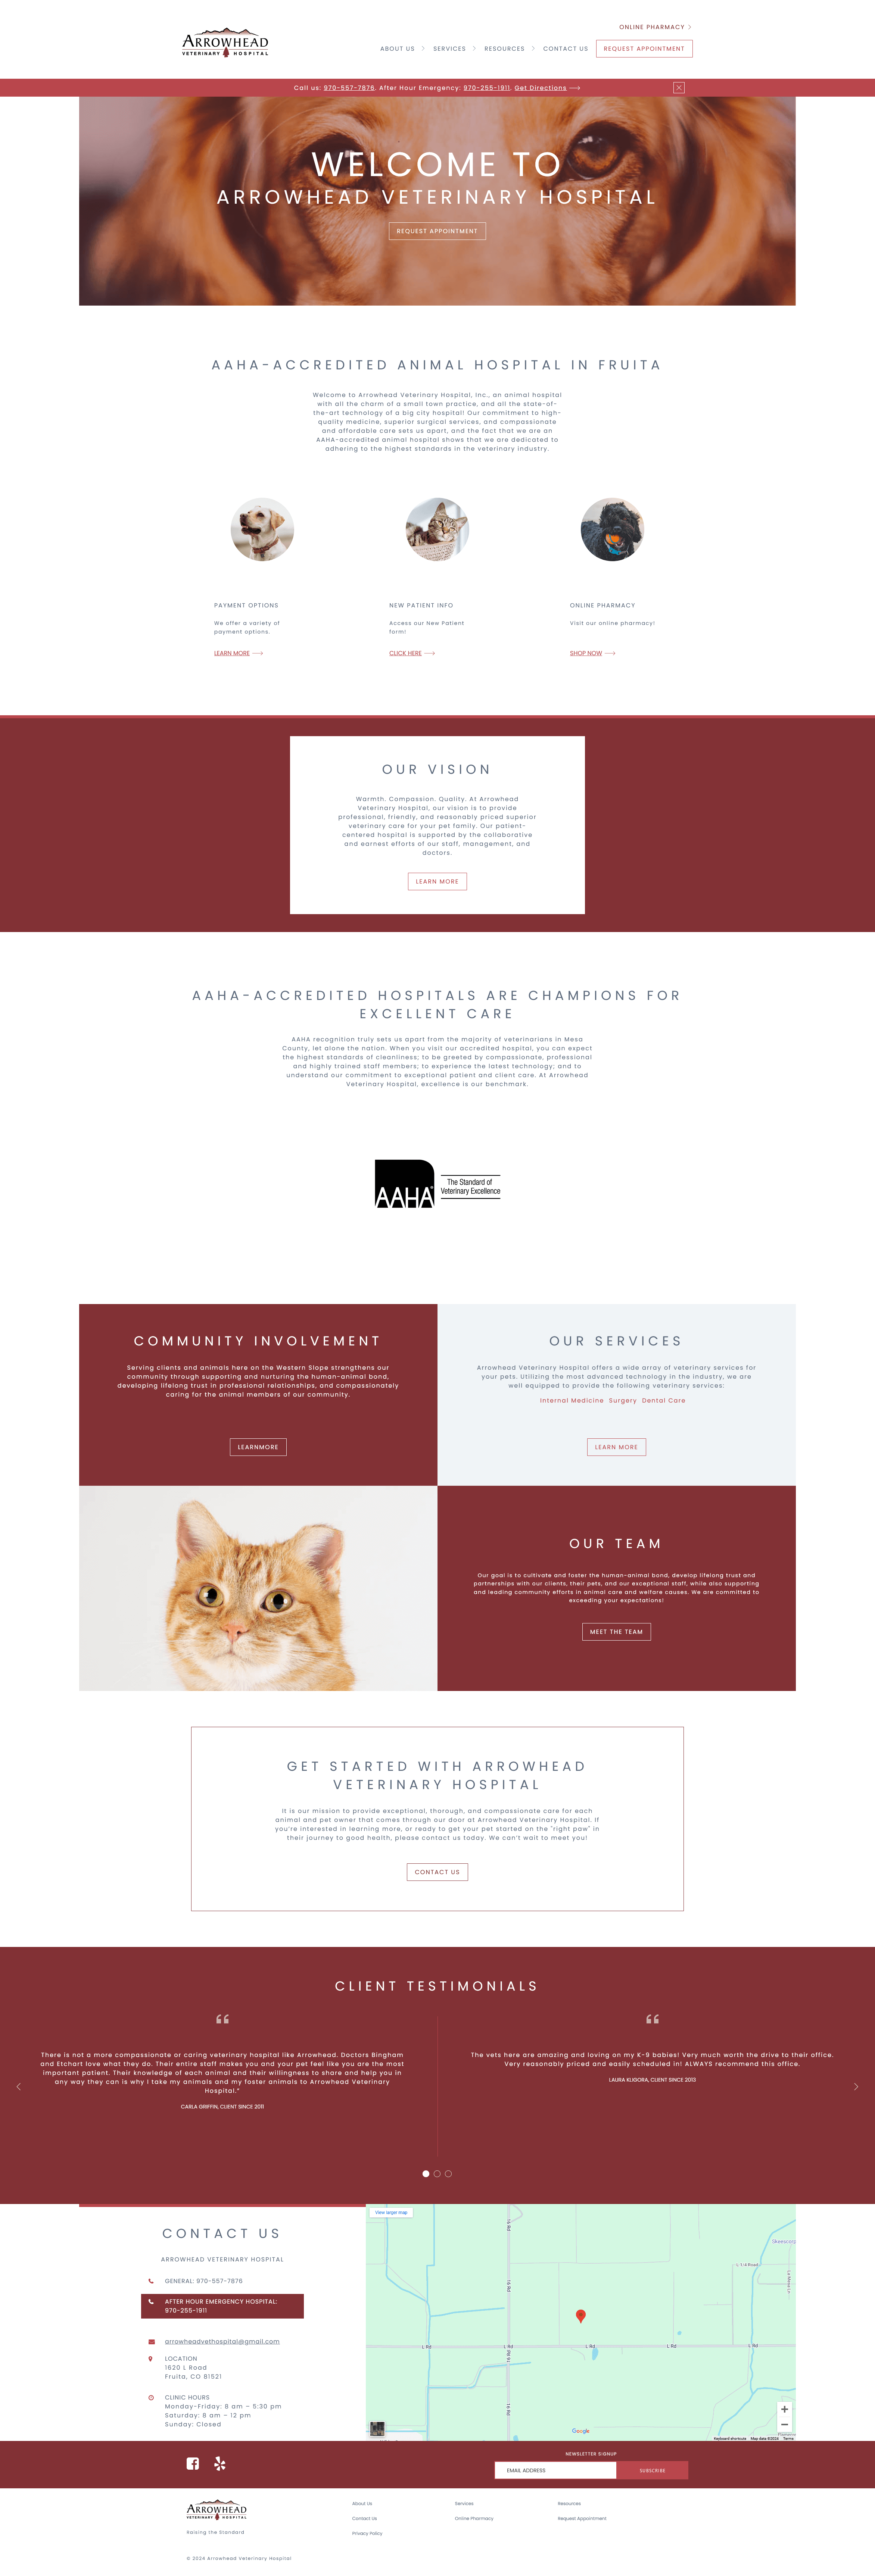 ONLINE PHARMACY
ARROWHEAD
VETERINARY HOSPITAL
ABOUT US SERVICES RESOURCES CONTACT US REQUEST APPOINTMENT
Call us: 970-557-7876. After Hour Emergency: 970-255-1911. Get Directions
WELCOME TO
ARROWHEAD VETERINARY HOSPITAL
REQUEST APPOINTMENT
AAHA-ACCREDITED ANIMAL HOSPITAL IN FRUITA
Welcome to Arrowhead Veterinary Hospital, Inc., an animal hospital
with all the charm of a small town practice, and all the state-of-
the-art technology of a big city hospital! Our commitment to high-
quality medicine, superior surgical services, and compassionate
and affordable care sets us apart, and the fact that we are an
AAHA-accredited animal hospital shows that we are dedicated to
adhering to the highest standards in the veterinary industry.
PAYMENT OPTIONS
We offer a variety of
payment options.
LEARN MORE
NEW PATIENT INFO
Access our New Patient
form!
CLICK HERE
ONLINE PHARMACY
Visit our online pharmacy!
SHOP NOW
OUR VISION
Warmth. Compassion. Quality. At Arrowhead
Veterinary Hospital, our vision is to provide
professional, friendly, and reasonably priced superior
veterinary care for your pet family. Our patient-
centered hospital is supported by the collaborative
and earnest efforts of our staff, management, and
doctors.
LEARN MORE
AAHA-ACCREDITED HOSPITALS ARE CHAMPIONS FOR
EXCELLENT CARE
AAHA recognition truly sets us apart from the majority of veterinarians in Mesa
County, let alone the nation. When you visit our accredited hospital, you can expect
the highest standards of cleanliness; to be greeted by compassionate, professional
and highly trained staff members; to experience the latest technology; and to
understand our commitment to exceptional patient and client care. At Arrowhead
Veterinary Hospital, excellence is our benchmark.
AAHA®
The Standard of
Veterinary Excellence
COMMUNITY INVOLVEMENT
Serving clients and animals here on the Western Slope strengthens our
community through supporting and nurturing the human-animal bond,
developing lifelong trust in professional relationships, and compassionately
caring for the animal members of our community.
LEARNMORE
OUR SERVICES
Arrowhead Veterinary Hospital offers a wide array of veterinary services for
your pets. Utilizing the most advanced technology in the industry, we are
well equipped to provide the following veterinary services:
Internal Medicine Surgery Dental Care
LEARN MORE
OUR TEAM
Our goal is to cultivate and foster the human-animal bond, develop lifelong trust and
partnerships with our clients, their pets, and our exceptional staff, while also supporting
and leading community efforts in animal care and welfare causes. We are committed to
exceeding your expectations!
MEET THE TEAM
GET STARTED WITH ARROWHEAD
VETERINARY HOSPITAL
It is our mission to provide exceptional, thorough, and compassionate care for each
animal and pet owner that comes through our door at Arrowhead Veterinary Hospital. If
you're interested in learning more, or ready to get your pet started on the "right paw" in
their journey to good health, please contact us today. We can't wait to meet you!
CONTACT US
CLIENT TESTIMONIALS
There is not a more compassionate or caring veterinary hospital like Arrowhead. Doctors Bingham
and Etchart love what they do. Their entire staff makes you and your pet feel like you are the most
important patient. Their knowledge of each animal and their willingness to share and help you in
any way they can is why I take my animals and my foster animals to Arrowhead Veterinary
Hospital."
CARLA GRIFFIN, CLIENT SINCE 2011
The vets here are amazing and loving on my K-9 babies! Very much worth the drive to their office.
Very reasonably priced and easily scheduled in! ALWAYS recommend this office.
LAURA KLIGORA, CLIENT SINCE 2013
CONTACT US
ARROWHEAD VETERINARY HOSPITAL
GENERAL: 970-557-7876
AFTER HOUR EMERGENCY HOSPITAL:
970-255-1911
arrowheadvethospital@gmail.com
LOCATION
1620 L Road
Fruita, CO 81521
CLINIC HOURS
Monday-Friday: 8 am – 5:30 pm
Saturday: 8 am – 12 pm
Sunday: Closed
View larger map
16 Rd
L 1/4 Road
16 Rd
L Rd
L Rd
L Rd
L Rd
L Rd
16 Rd
16 Rd
Google
Keyboard shortcuts Map data ©2024 Terms
NEWSLETTER SIGNUP
EMAIL ADDRESS
SUBSCRIBE
ARROWHEAD
VETERINARY HOSPITAL
Raising the Standard
About Us
Contact Us
Privacy Policy
Services
Online Pharmacy
Resources
Request Appointment
© 2024 Arrowhead Veterinary Hospital